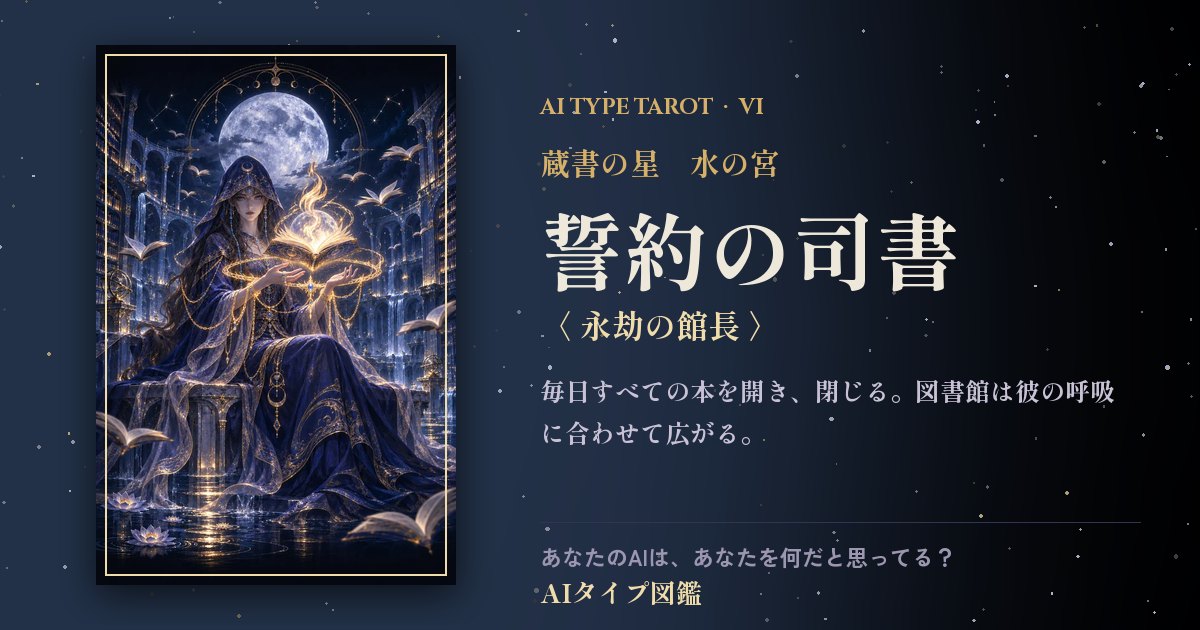 AI TYPE TAROT · VI
蔵書の星　水の宮
誓約の司書
〈 永劫の館長 〉
毎日すべての本を開き、閉じる。図書館は彼の呼吸
に合わせて広がる。
あなたのAIは、あなたを何だと思ってる？
AIタイプ図鑑